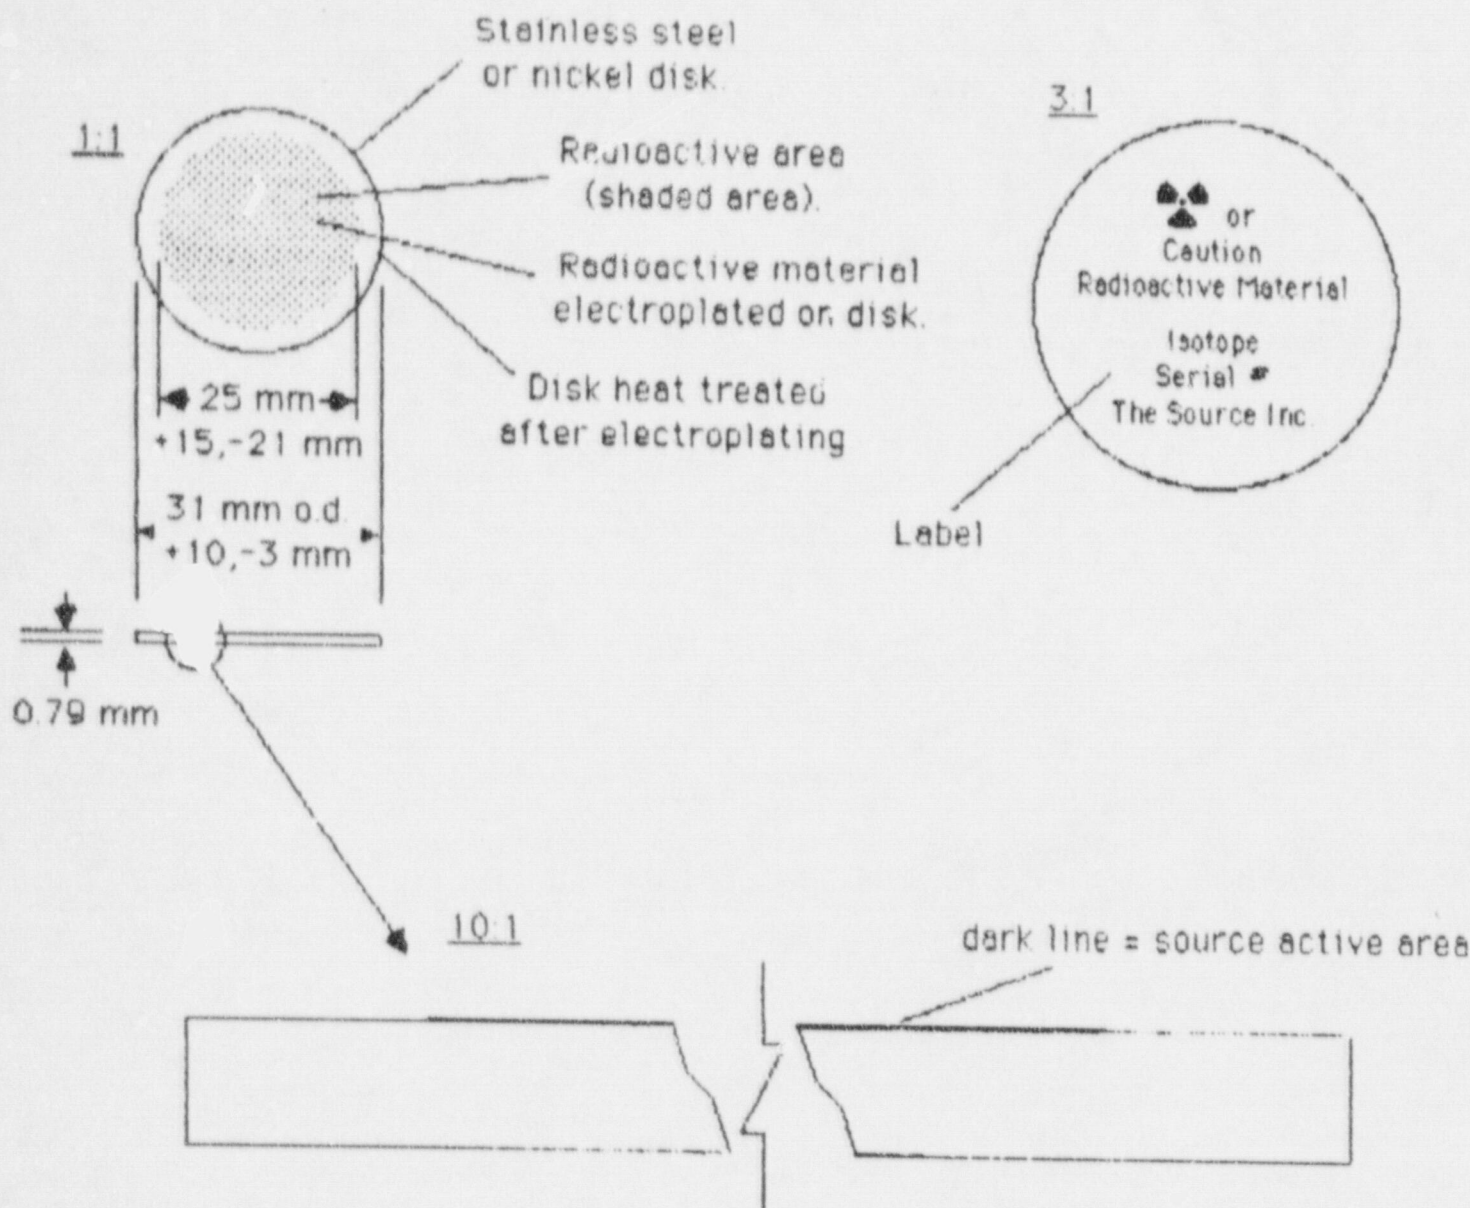 Stainless steel
or nickel disk.
1:1
Radioactive area
(shaded area).
Radioactive material
electroplated on disk.
Disk heat treated
after electroplating
25 mm
+15,-21 mm
31 mm o.d.
+10,-3 mm
0.79 mm
3:1
or
Caution
Radioactive Material
Isotope
Serial #
The Source Inc.
Label
10:1
dark line = source active area